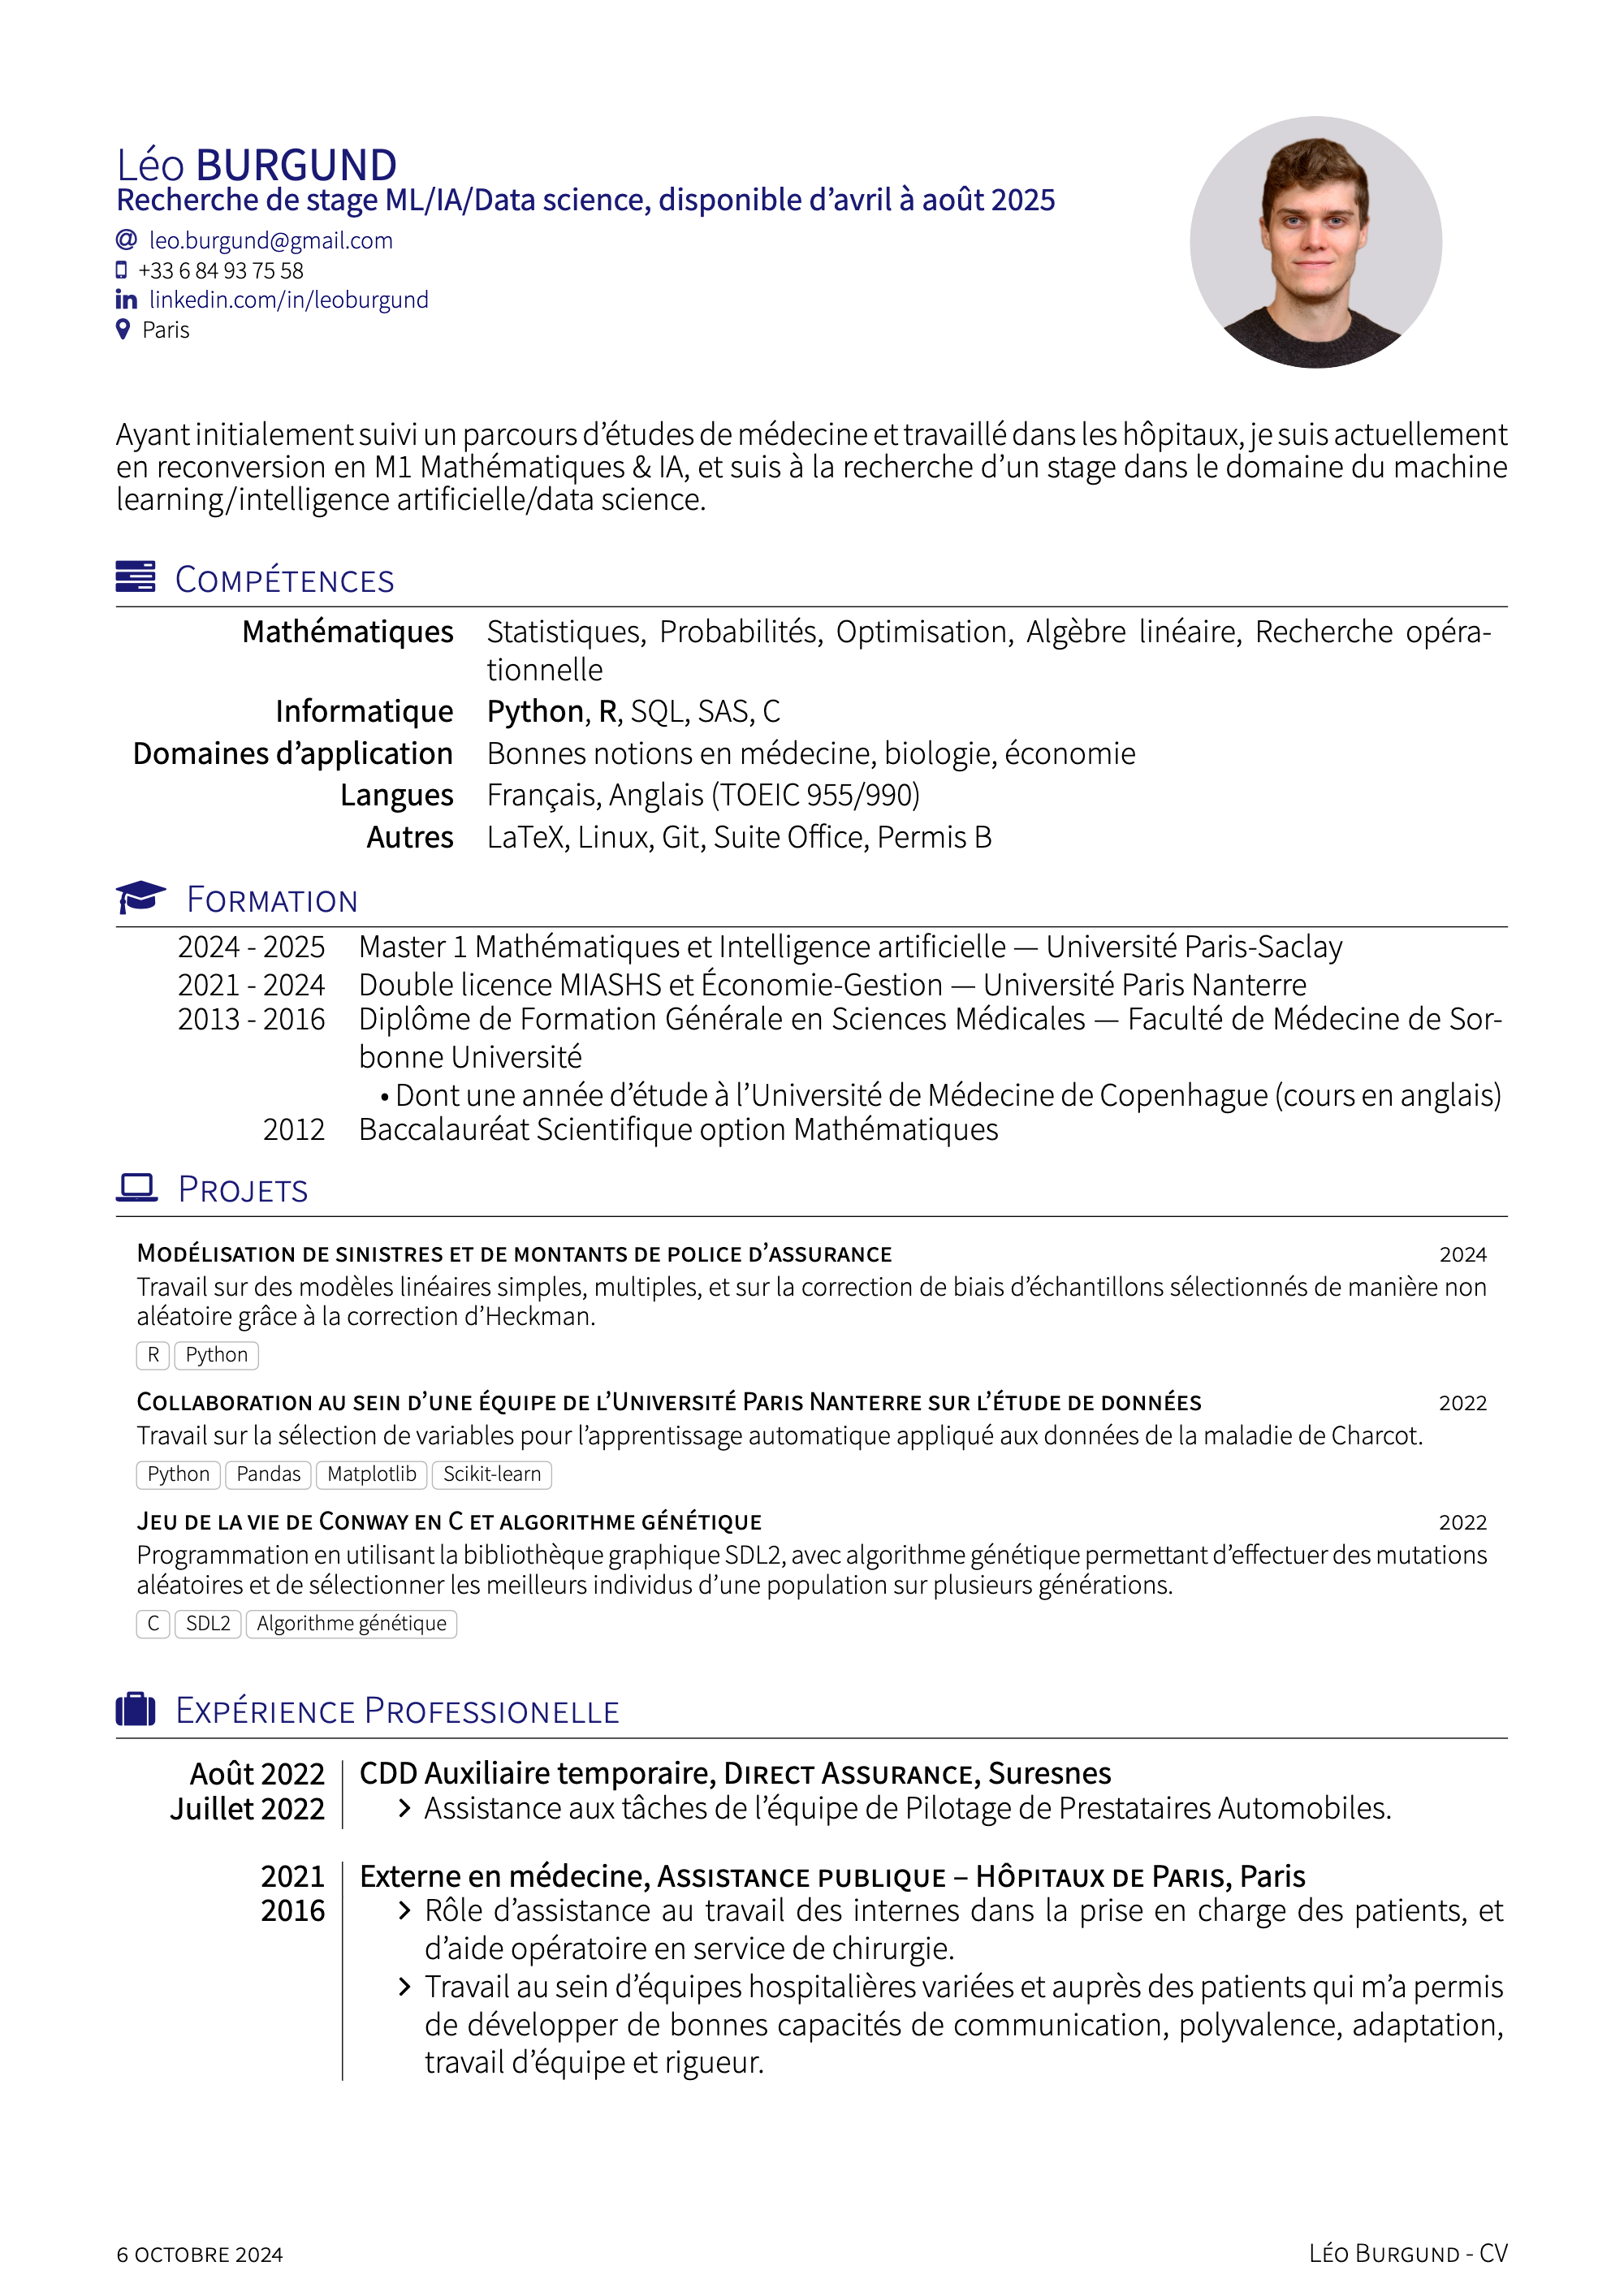 Léo BURGUND
Recherche de stage ML/IA/Data science, disponible d’avril à août 2025
leo.burgund@gmail.com
+33 6 84 93 75 58
linkedin.com/in/leoburgund
Paris
Ayant initialement suivi un parcours d’études de médecine et travaillé dans les hôpitaux, je suis actuellement
en reconversion en M1 Mathématiques & IA, et suis à la recherche d’un stage dans le domaine du machine
learning/intelligence artificielle/data science.
Compétences
Mathématiques Statistiques, Probabilités, Optimisation, Algèbre linéaire, Recherche opéra-
tionnelle
Informatique Python, R, SQL, SAS, C
Domaines d’application Bonnes notions en médecine, biologie, économie
Langues Français, Anglais (TOEIC 955/990)
Autres LaTeX, Linux, Git, Suite Office, Permis B
Formation
2024 - 2025 Master 1 Mathématiques et Intelligence artificielle — Université Paris-Saclay
2021 - 2024 Double licence MIASHS et Économie-Gestion — Université Paris Nanterre
2013 - 2016 Diplôme de Formation Générale en Sciences Médicales — Faculté de Médecine de Sor-
bonne Université
• Dont une année d’étude à l’Université de Médecine de Copenhague (cours en anglais)
2012 Baccalauréat Scientifique option Mathématiques
Projets
Modélisation de sinistres et de montants de police d’assurance 2024
Travail sur des modèles linéaires simples, multiples, et sur la correction de biais d’échantillons sélectionnés de manière non
aléatoire grâce à la correction d’Heckman.
R Python
Collaboration au sein d’une équipe de l’Université Paris Nanterre sur l’étude de données 2022
Travail sur la sélection de variables pour l’apprentissage automatique appliqué aux données de la maladie de Charcot.
Python Pandas Matplotlib Scikit-learn
Jeu de la vie de Conway en C et algorithme génétique 2022
Programmation en utilisant la bibliothèque graphique SDL2, avec algorithme génétique permettant d’effectuer des mutations
aléatoires et de sélectionner les meilleurs individus d’une population sur plusieurs générations.
C SDL2 Algorithme génétique
Expérience Professionelle
Août 2022 CDD Auxiliaire temporaire, Direct Assurance, Suresnes
Juillet 2022 Assistance aux tâches de l’équipe de Pilotage de Prestataires Automobiles.
2021 Externe en médecine, Assistance publique – Hôpitaux de Paris, Paris
2016 Rôle d’assistance au travail des internes dans la prise en charge des patients, et
d’aide opératoire en service de chirurgie.
Travail au sein d’équipes hospitalières variées et auprès des patients qui m’a permis
de développer de bonnes capacités de communication, polyvalence, adaptation,
travail d’équipe et rigueur.
6 octobre 2024 Léo Burgund - CV